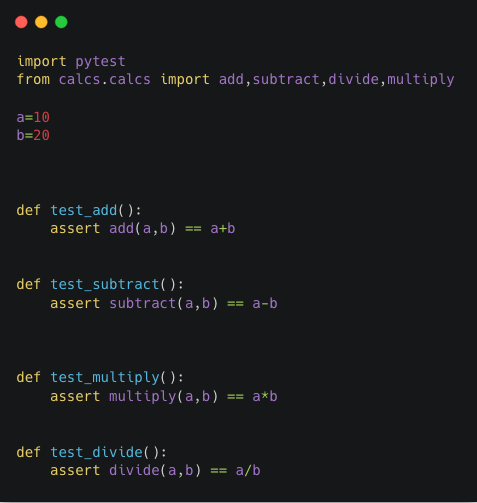 import pytest
from calcs.calcs import add,subtract,divide,multiply
a=10
b=20
def test_add():
    assert add(a,b) == a+b
def test_subtract():
    assert subtract(a,b) == a-b
def test_multiply():
    assert multiply(a,b) == a*b
def test_divide():
    assert divide(a,b) == a/b